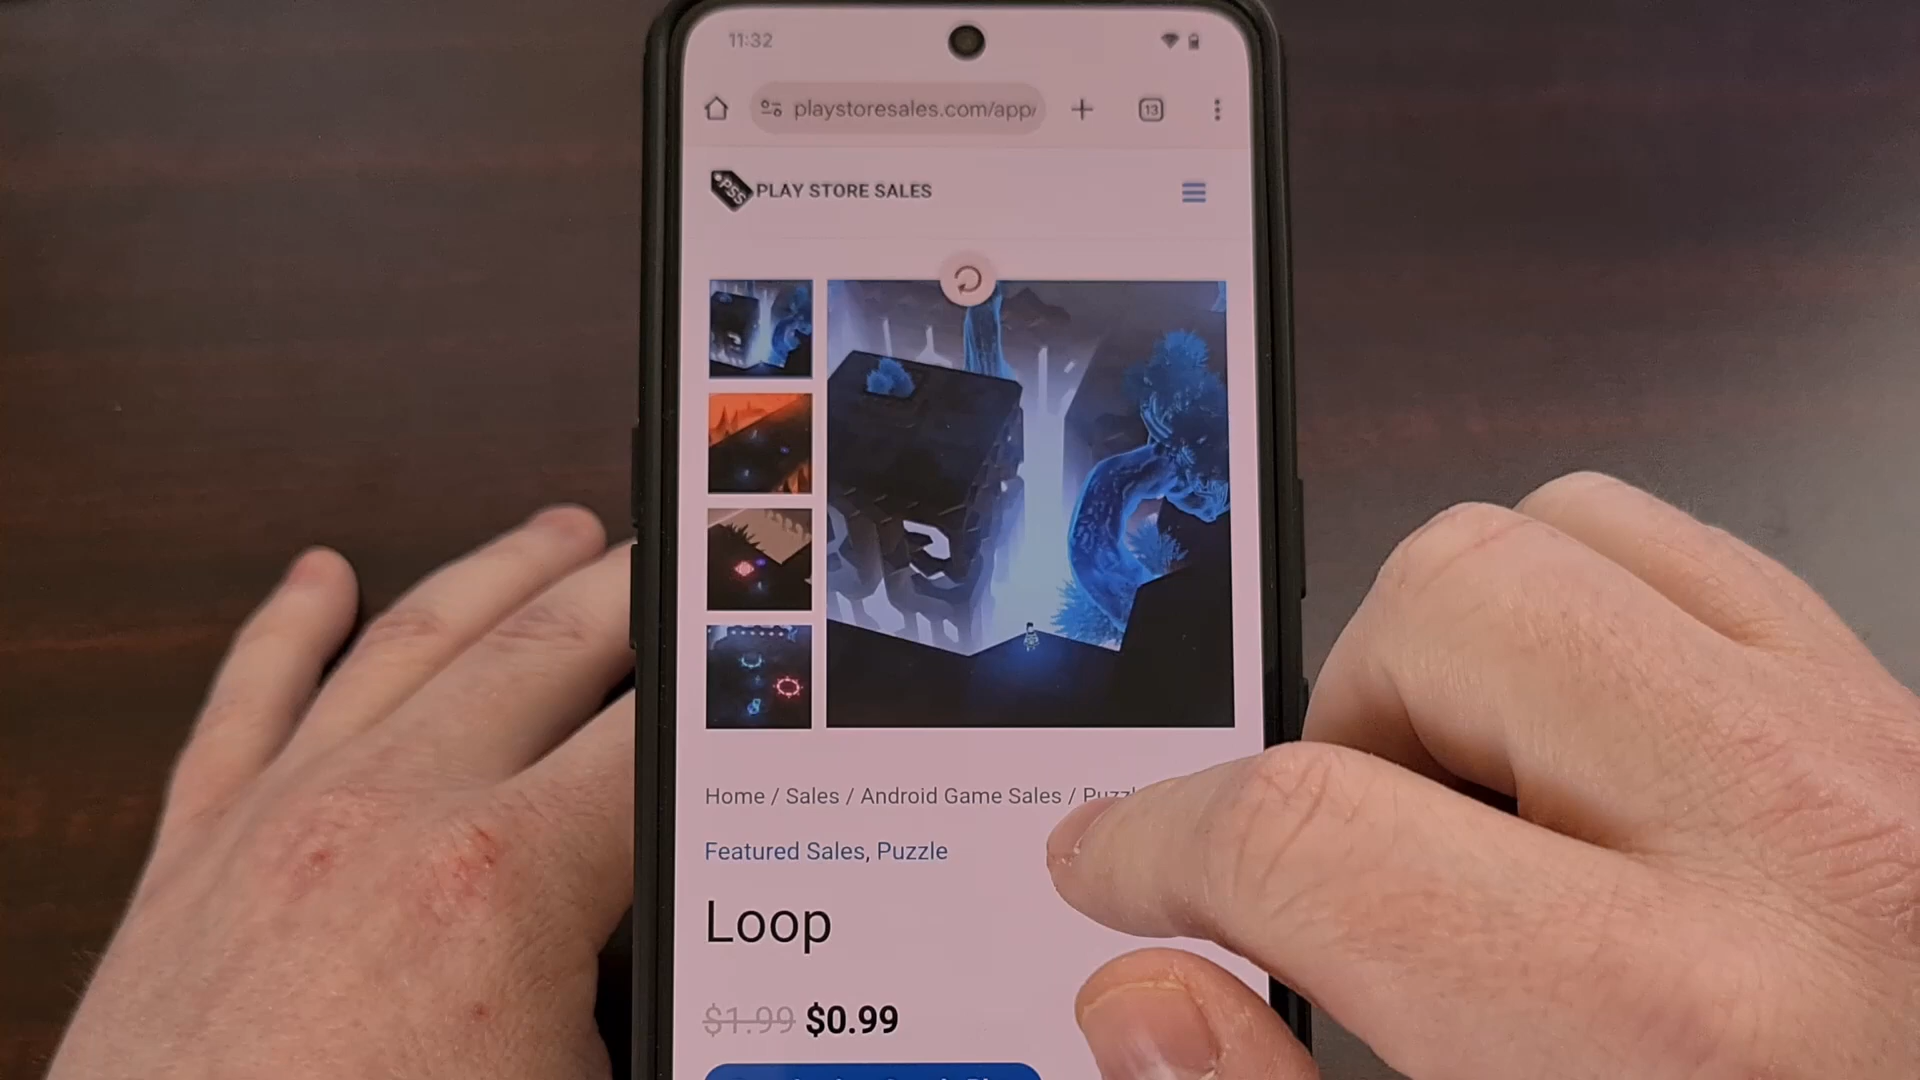 11:32
playstoresales.com/app/
13
PSS
PLAY STORE SALES
Home / Sales / Android Game Sales /
Featured Sales, Puzzle
Loop
$1.99 $0.99